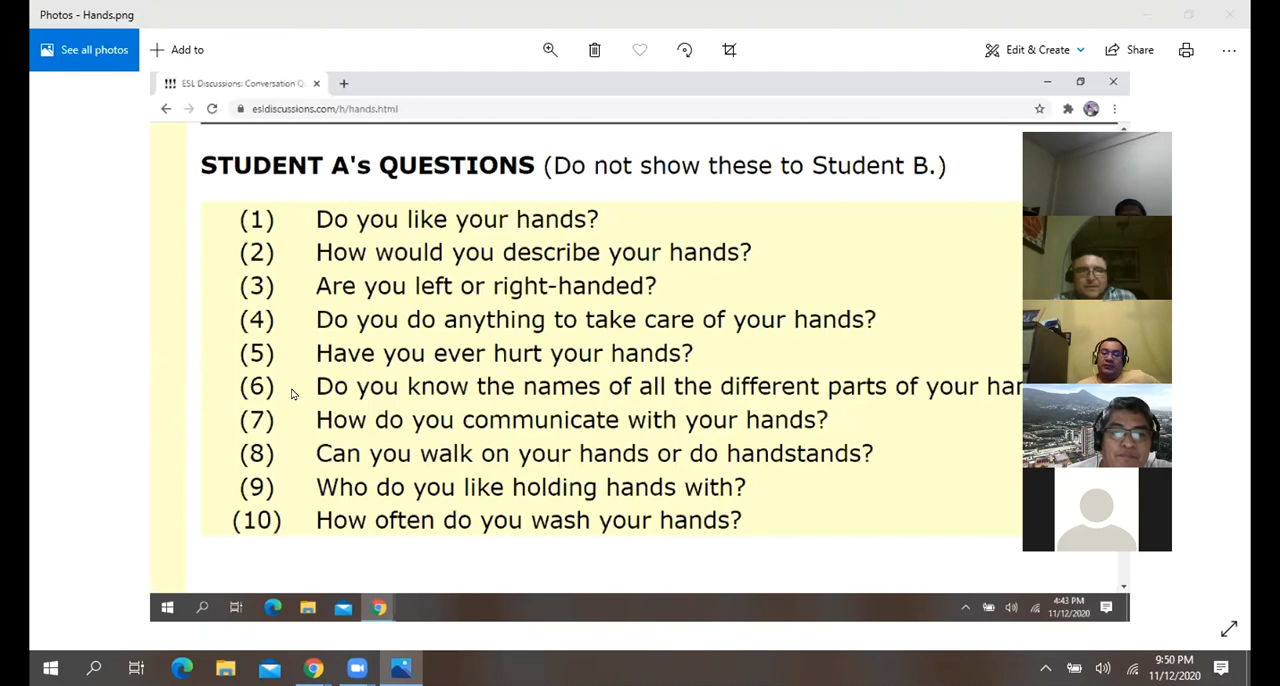 Photos - Hands.png
See all photos
Add to
Edit & Create
Share
ESL Discussions: Conversation Q
esldiscussions.com/h/hands.html
STUDENT A's QUESTIONS (Do not show these to Student B.)
(1) Do you like your hands?
(2) How would you describe your hands?
(3) Are you left or right-handed?
(4) Do you do anything to take care of your hands?
(5) Have you ever hurt your hands?
(6) Do you know the names of all the different parts of your har
(7) How do you communicate with your hands?
(8) Can you walk on your hands or do handstands?
(9) Who do you like holding hands with?
(10) How often do you wash your hands?
4:43 PM
11/12/2020
9:50 PM
11/12/2020